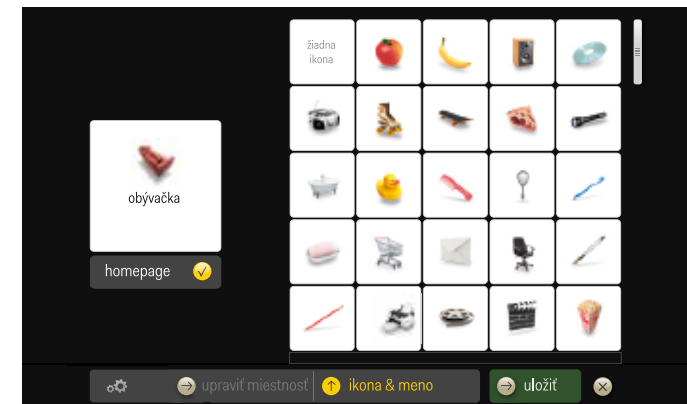 žiadna
ikona
obývačka
homepage
upraviť miestnosť
ikona & meno
uložiť